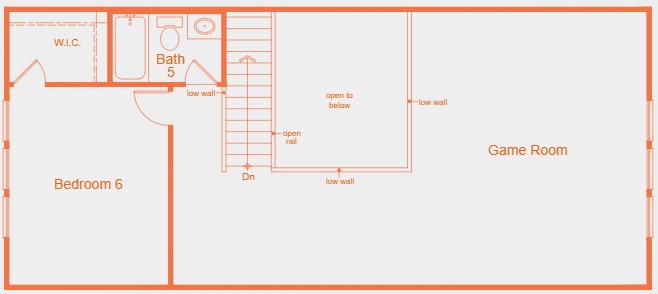 W.I.C.
Bath
5
low wall
open to
below
low wall
open
rail
Game Room
Bedroom 6
Dn
low wall